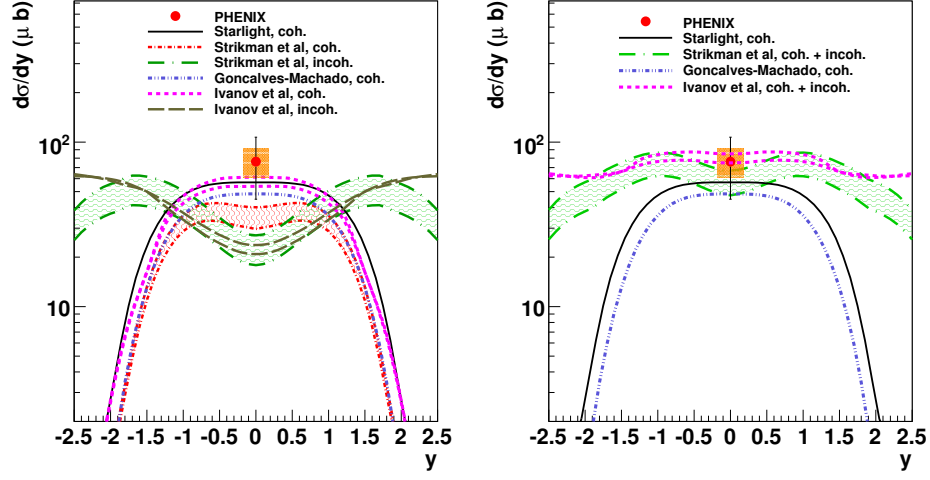 dσ/dy (μ b)
10²
10
PHENIX
Starlight, coh.
Strikman et al, coh.
Strikman et al, incoh.
Goncalves-Machado, coh.
Ivanov et al, coh.
Ivanov et al, incoh.
-2.5 -2 -1.5 -1 -0.5 0 0.5 1 1.5 2 2.5
y
dσ/dy (μ b)
10²
10
PHENIX
Starlight, coh.
Strikman et al, coh. + incoh.
Goncalves-Machado, coh.
Ivanov et al, coh. + incoh.
-2.5 -2 -1.5 -1 -0.5 0 0.5 1 1.5 2 2.5
y